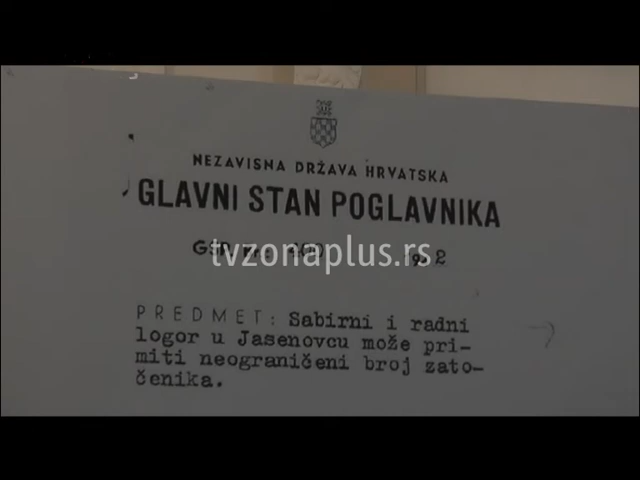 NEZAVISNA DRŽAVA HRVATSKA
GLAVNI STAN POGLAVNIKA
tvzonaplus.rs
PREDMET: Sabirni i radni
logor u Jasenovcu može pri-
miti neograničeni broj zato-
čenika.